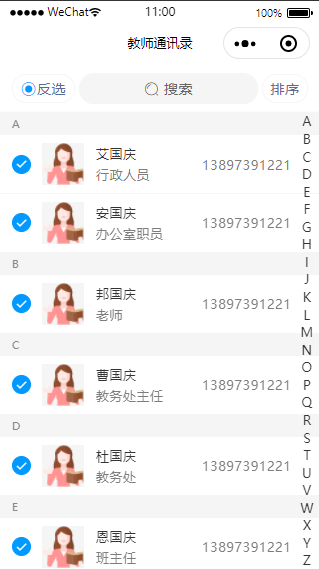 WeChat 11:00 100%
教师通讯录
反选 搜索 排序
A
艾国庆
行政人员
13897391221
安国庆
办公室职员
13897391221
B
邦国庆
老师
13897391221
C
曹国庆
教务处主任
13897391221
D
杜国庆
教务处
13897391221
E
恩国庆
班主任
13897391221
A
B
C
D
E
F
G
H
I
J
K
L
M
N
O
P
Q
R
S
T
U
V
W
X
Y
Z